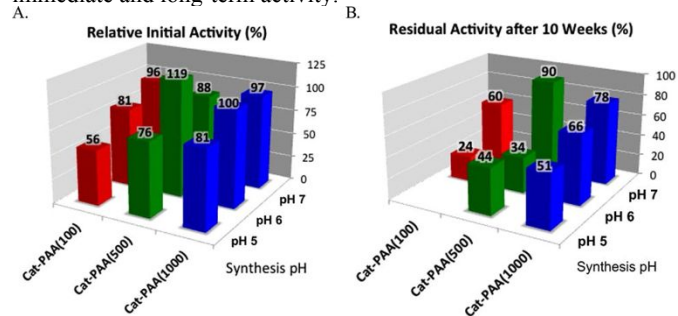 immediate and long-term activity.
A.
Relative Initial Activity (%)
125
100
75
50
25
0
96
119
88
97
81
100
56
76
81
pH 7
pH 6
pH 5
Cat-PAA(100)
Cat-PAA(500)
Cat-PAA(1000)
Synthesis pH
B.
Residual Activity after 10 Weeks (%)
100
80
60
40
20
0
60
90
78
24
34
66
44
51
pH 7
pH 6
pH 5
Cat-PAA(100)
Cat-PAA(500)
Cat-PAA(1000)
Synthesis pH